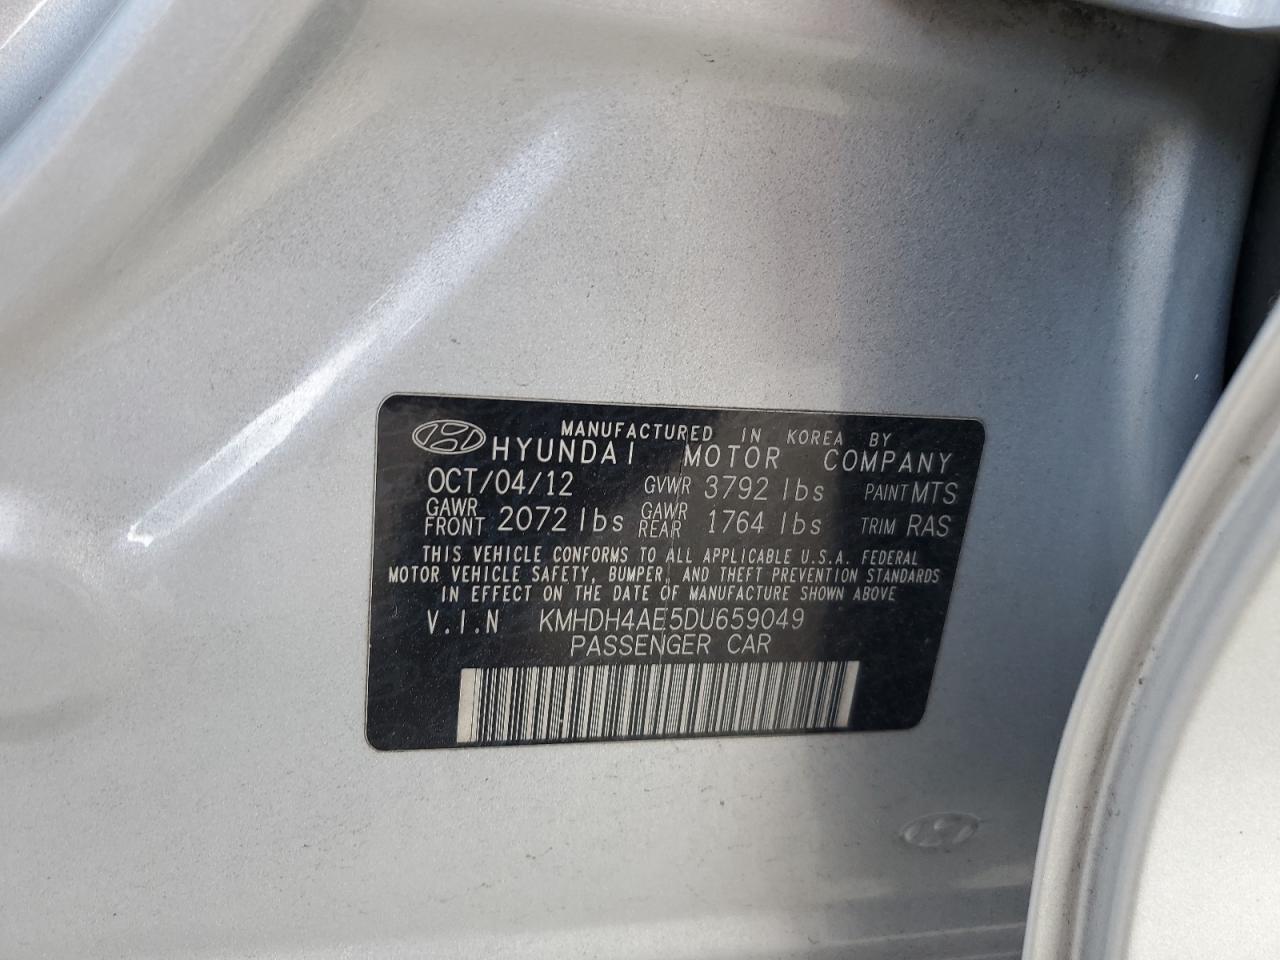 MANUFACTURED IN KOREA BY
HYUNDAI MOTOR COMPANY
OCT/04/12 GVWR 3792 lbs PAINT MTS
GAWR FRONT 2072 lbs GAWR REAR 1764 lbs TRIM RAS
THIS VEHICLE CONFORMS TO ALL APPLICABLE U.S.A. FEDERAL
MOTOR VEHICLE SAFETY, BUMPER, AND THEFT PREVENTION STANDARDS
IN EFFECT ON THE DATE OF MANUFACTURE SHOWN ABOVE
V.I.N KMHDH4AE5DU659049
PASSENGER CAR